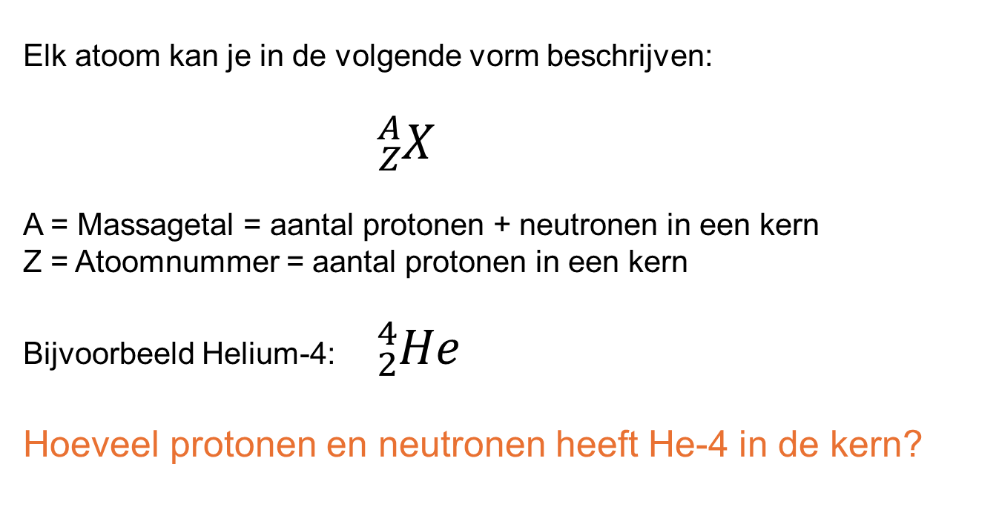 Elk atoom kan je in de volgende vorm beschrijven:
$^{A}_{Z}X$
A = Massagetal = aantal protonen + neutronen in een kern
Z = Atoomnummer = aantal protonen in een kern
Bijvoorbeeld Helium-4: $^{4}_{2}He$
Hoeveel protonen en neutronen heeft He-4 in de kern?